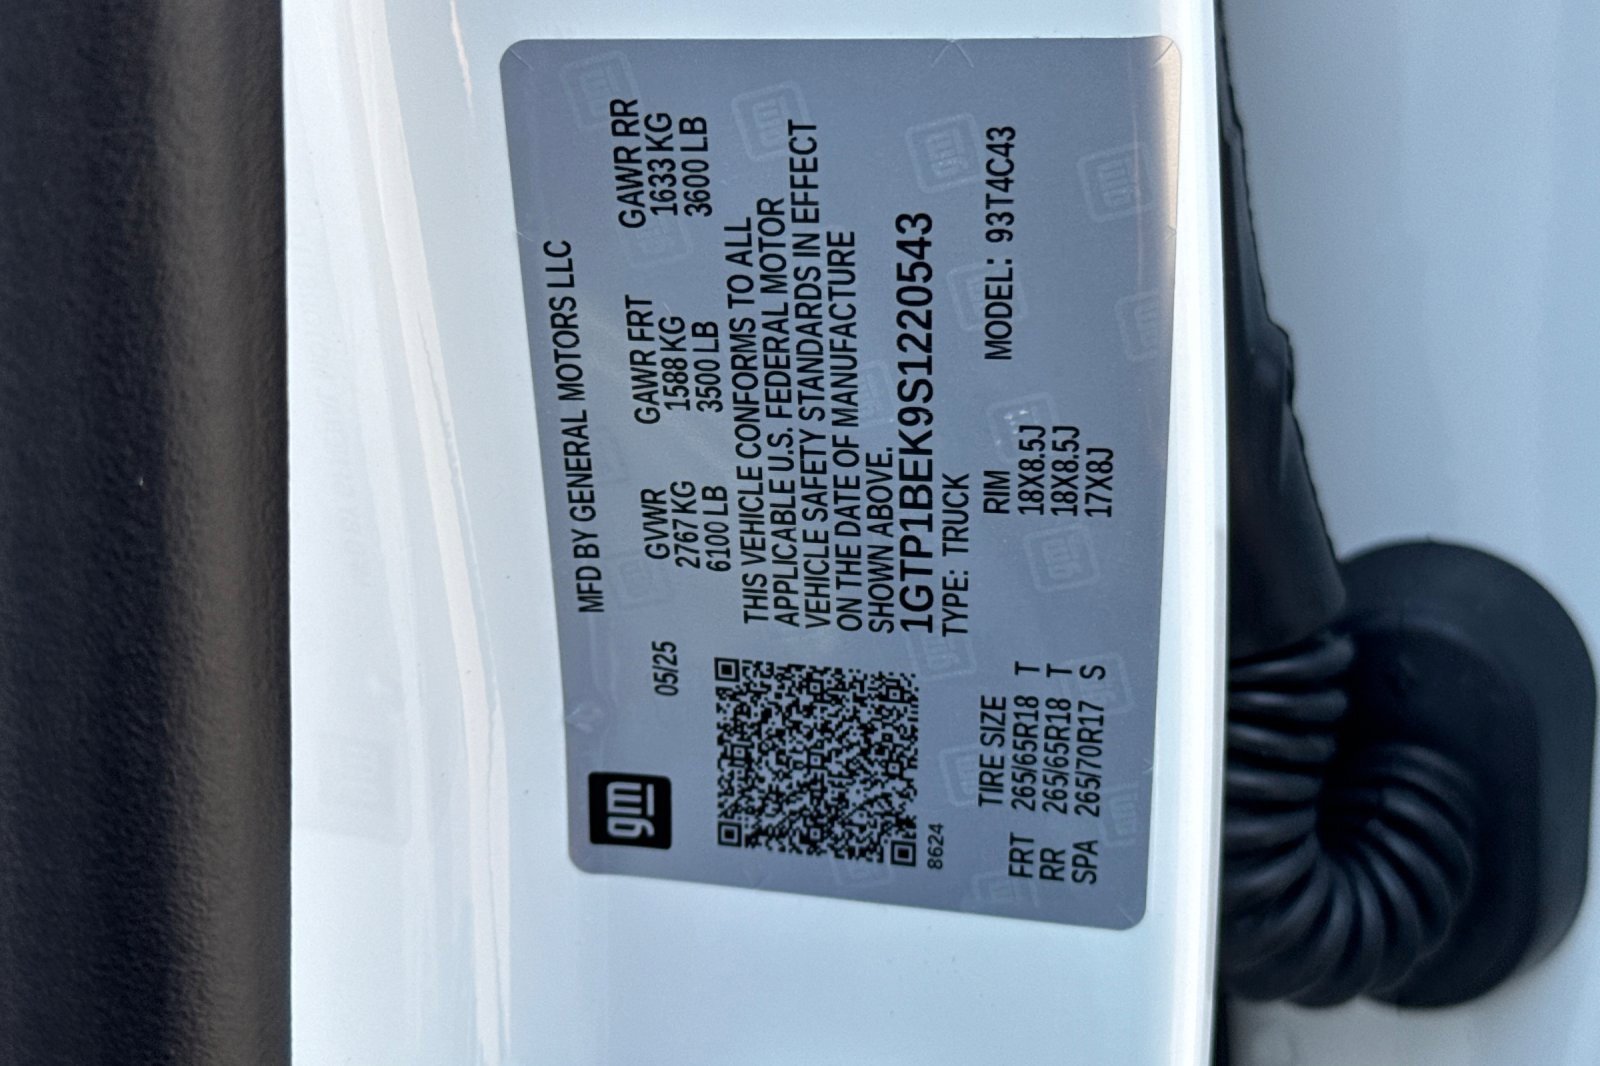 gm
MFD BY GENERAL MOTORS LLC
05/25
GVWR GAWR FRT GAWR RR
2767 KG 1588 KG 1633 KG
6100 LB 3500 LB 3600 LB
THIS VEHICLE CONFORMS TO ALL
APPLICABLE U.S. FEDERAL MOTOR
VEHICLE SAFETY STANDARDS IN EFFECT
ON THE DATE OF MANUFACTURE
SHOWN ABOVE.
1GTP1BEK9S1220543
8624
TYPE: TRUCK
MODEL: 93T4C43
TIRE SIZE RIM
FRT 265/65R18 T 18X8.5J
RR 265/65R18 T 18X8.5J
SPA 265/70R17 S 17X8J